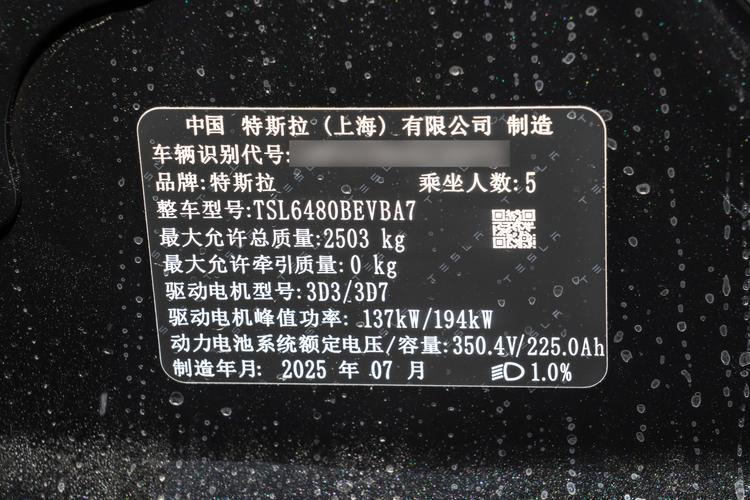 中国 特斯拉 (上海) 有限公司 制造
车辆识别代号:
品牌:特斯拉 乘坐人数:5
整车型号:TSL6480BEVBA7
最大允许总质量:2503 kg
最大允许牵引质量:0 kg
驱动电机型号:3D3/3D7
驱动电机峰值功率: 137kW/194kW
动力电池系统额定电压/容量:350.4V/225.0Ah
制造年月: 2025 年 07 月 1.0%